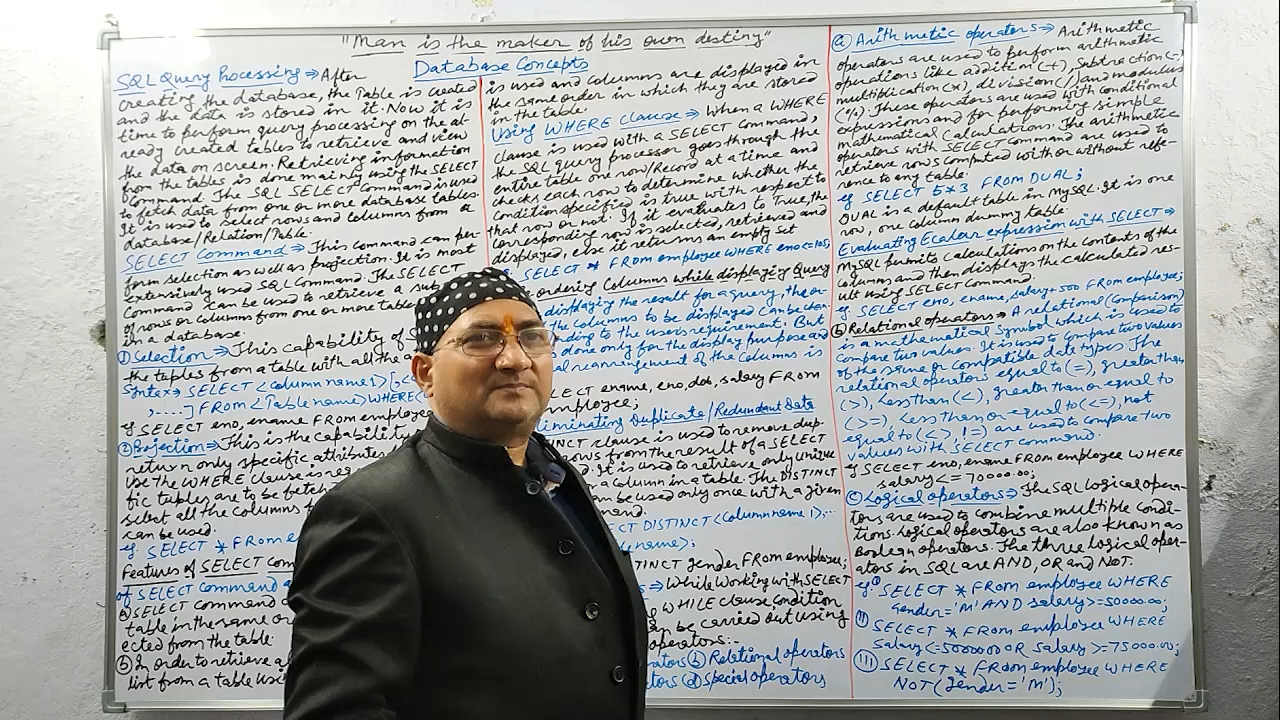 "Man is the maker of his own destiny"
Database Concepts
SQL Query Processing → After
creating the database, the Table is created
and the data is stored in it. Now it is
time to perform query processing on the al-
ready created tables to retrieve and view
the data on screen. Retrieving information
from the tables is done mainly using the SELECT
Command. The SQL SELECT Command is used
to fetch data from one or more database tables.
It is used to select rows and columns from a
database/Relation/Table.
SELECT Command → This command can per-
form selection as well as projection. It is most
extensively used SQL Command. The SELECT
Command can be used to retrieve a sub
of rows or columns from one or more table
in a database.
① Selection → This capability of S
the tuples from a table with all the a
Syntax → SELECT <Column name1> [,<
,....] FROM <Table name> WHERE <
eg SELECT eno, ename FROM employee
② Projection → This is the capability
return only specific attributes
Use the WHERE clause is req
fic tuples are to be fetch
select all the columns
can be used.
eg. SELECT * FROM e
Features of SELECT com
of SELECT Command a
ⓐ SELECT command
table in the same or
ected from the table.
ⓑ In order to retrieve a
list from a table use
is used and columns are displayed in
the same order in which they are stored
in the table.
Using WHERE clause → When a WHERE
clause is used with a SELECT Command,
the SQL query processor goes through the
entire table one row/Record at a time and
checks each row to determine whether the
Condition specified is true with respect to
that row or not. If it evaluates to True, the
corresponding row is selected, retrieved and
displayed, else it returns an empty set
SELECT * FROM employee WHERE eno<=105;
ordering Columns while displaying Query
displaying the result for a query, the or-
the columns to be displayed can be chan-
nding to the user's requirement. But
done only for the display purpose and
al rearrangement of the columns is
SELECT ename, eno, dob, salary FROM
employee;
liminating Duplicate/Redundant data
INCT clause is used to remove dup-
rows from the result of a SELECT
d. It is used to retrieve only unique
a column in a table. The DISTINCT
an be used only once with a given
mand.
ECT DISTINCT <Column name1>,..
le name>;
TINCT gender FROM employee;
→ While working with SELECT
g WHILE clause condition
n be carried out using
operators:-
rators ⓑ Relational operators
rators ⓓ Special operators
ⓐ Arithmetic operators → Arithmetic
operators are used to perform arithmetic
operations like addition (+), Subtraction (-),
multiplication (*), division (/) and modulus
(%). These operators are used with conditional
expressions and for performing simple
mathematical Calculations. The arithmetic
operators with SELECT command are used to
retrieve rows computed with or without refe-
rence to any table.
eg SELECT 5*3 FROM DUAL;
DUAL is a default table in MySQL. It is one
row, one column dummy table.
Evaluating Scalar expression with SELECT →
MySQL permits Calculations on the contents of the
Columns and then displays the calculated res-
ult using SELECT Command.
eg. SELECT eno, ename, salary+500 FROM employee;
ⓑ Relational operators → A relational (Comparison)
is a mathematical symbol which is used to
compare two values. It is used to compare two values
of the same or compatible date types. The
relational operators equal to (=), greater than
(>), Less than (<), greater than or equal to
(>=), Less than or equal to (<=), not
equal to (<>, !=) are used to compare two
values with SELECT command.
eg SELECT eno, ename FROM employee WHERE
salary<=70000.00;
ⓒ Logical operators → The SQL logical opera-
tors are used to combine multiple condi-
tions. Logical operators are also known as
Boolean operators. The three logical oper-
ators in SQL are AND, OR and NOT.
eg. ① SELECT * FROM employee WHERE
Gender='M' AND salary>=50000.00;
② SELECT * FROM employee WHERE
Salary<=50000.00 OR salary>=75000.00;
③ SELECT * FROM employee WHERE
NOT (gender='M');